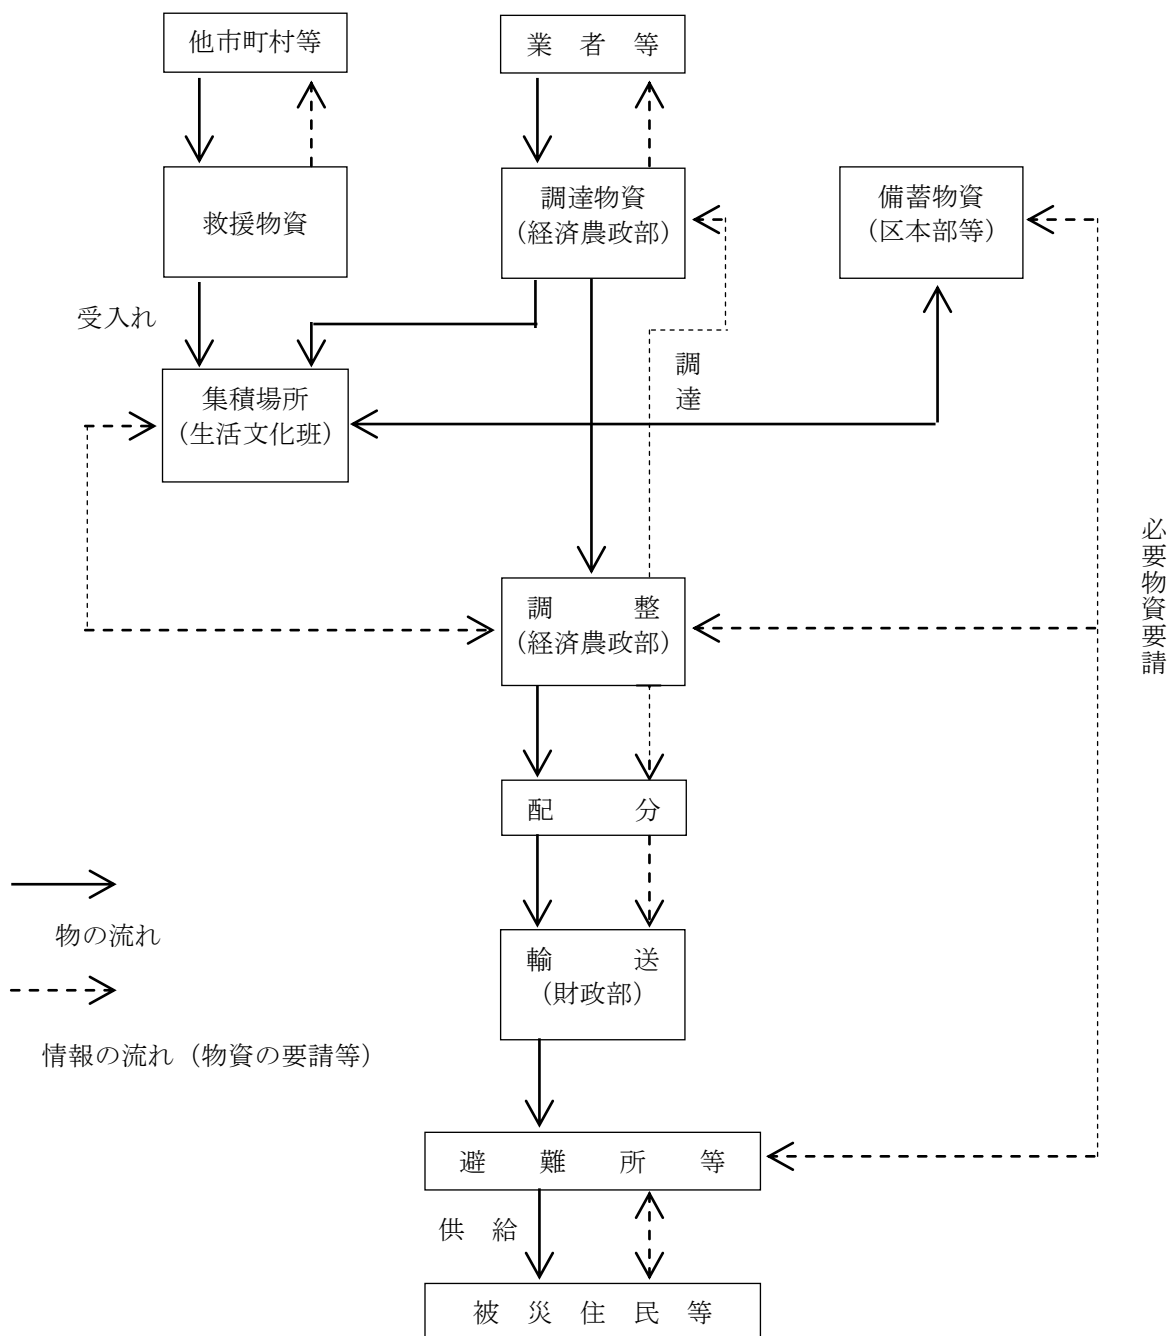 他市町村等
業者等
救援物資
調達物資
（経済農政部）
備蓄物資
（区本部等）
受入れ
調達
集積場所
（生活文化班）
必要物資要請
調整
（経済農政部）
配分
物の流れ
輸送
（財政部）
情報の流れ（物資の要請等）
避難所等
供給
被災住民等